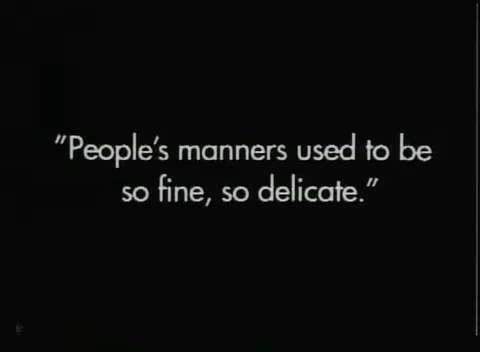 "People's manners used to be
so fine, so delicate."